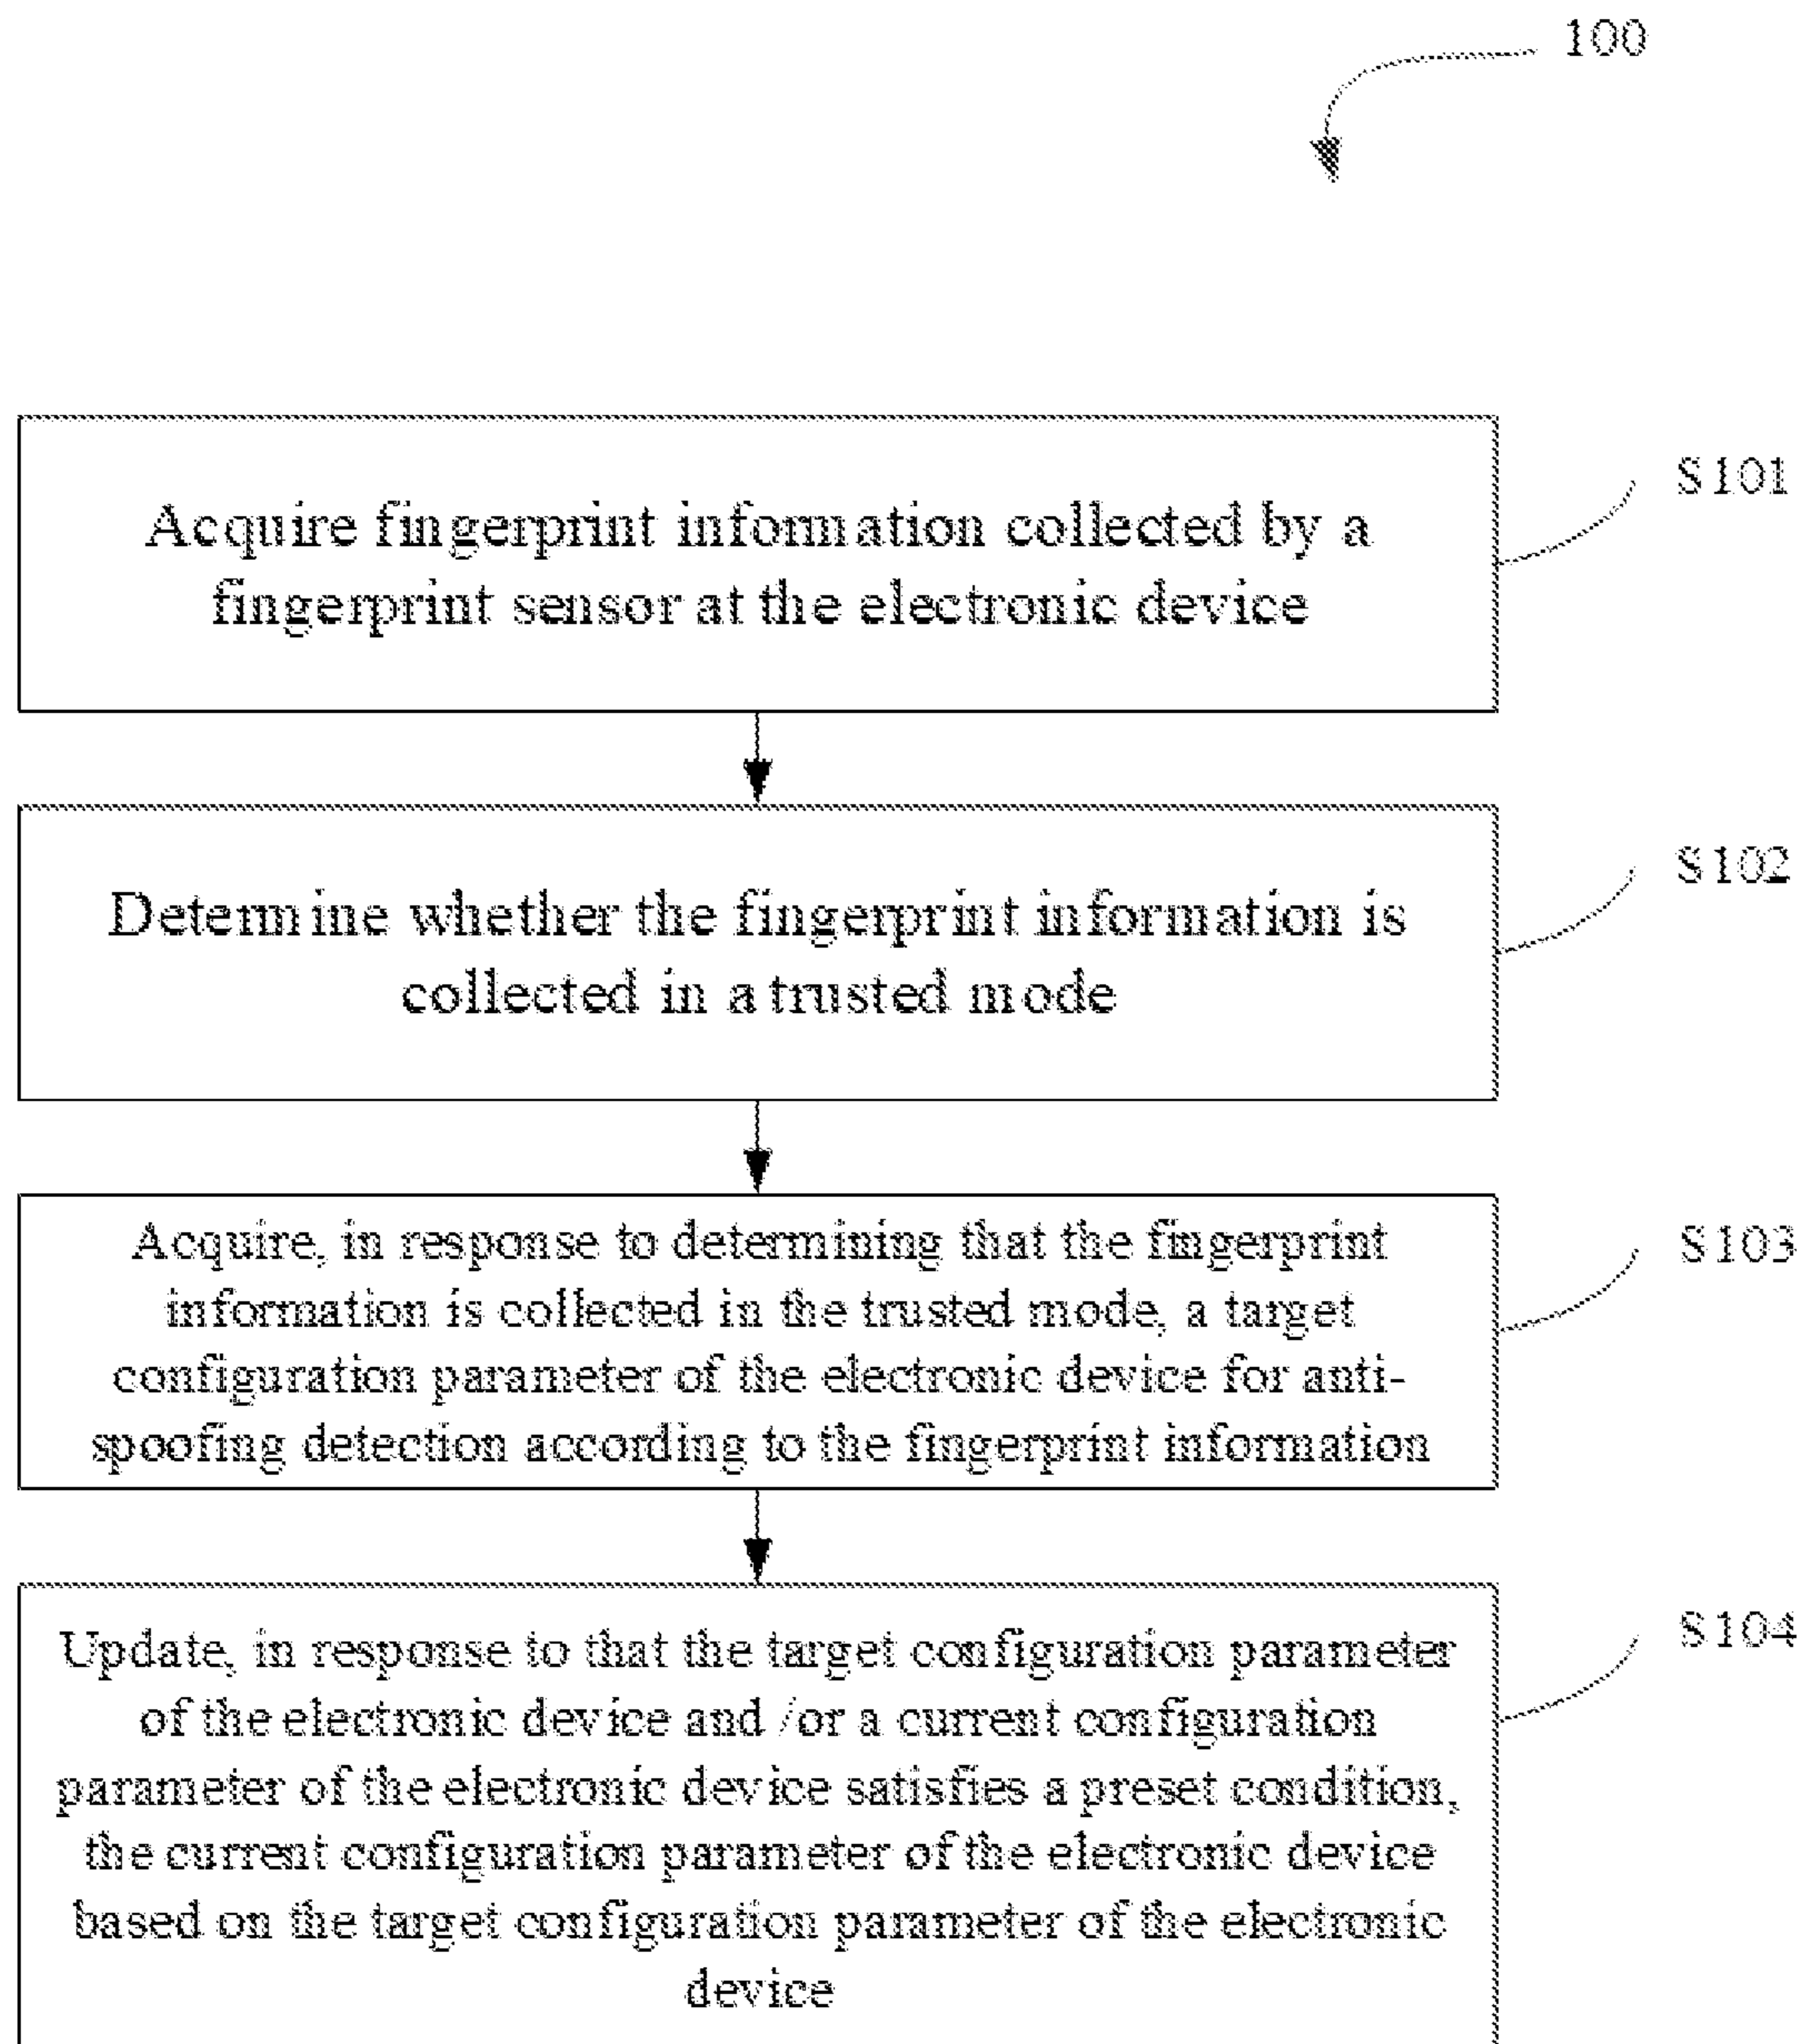 100
S101
Acquire fingerprint information collected by a
fingerprint sensor at the electronic device
S102
Determine whether the fingerprint information is
collected in a trusted mode
S103
Acquire, in response to determining that the fingerprint
information is collected in the trusted mode, a target
configuration parameter of the electronic device for anti-
spoofing detection according to the fingerprint information
S104
Update, in response to that the target configuration parameter
of the electronic device and /or a current configuration
parameter of the electronic device satisfies a preset condition,
the current configuration parameter of the electronic device
based on the target configuration parameter of the electronic
device